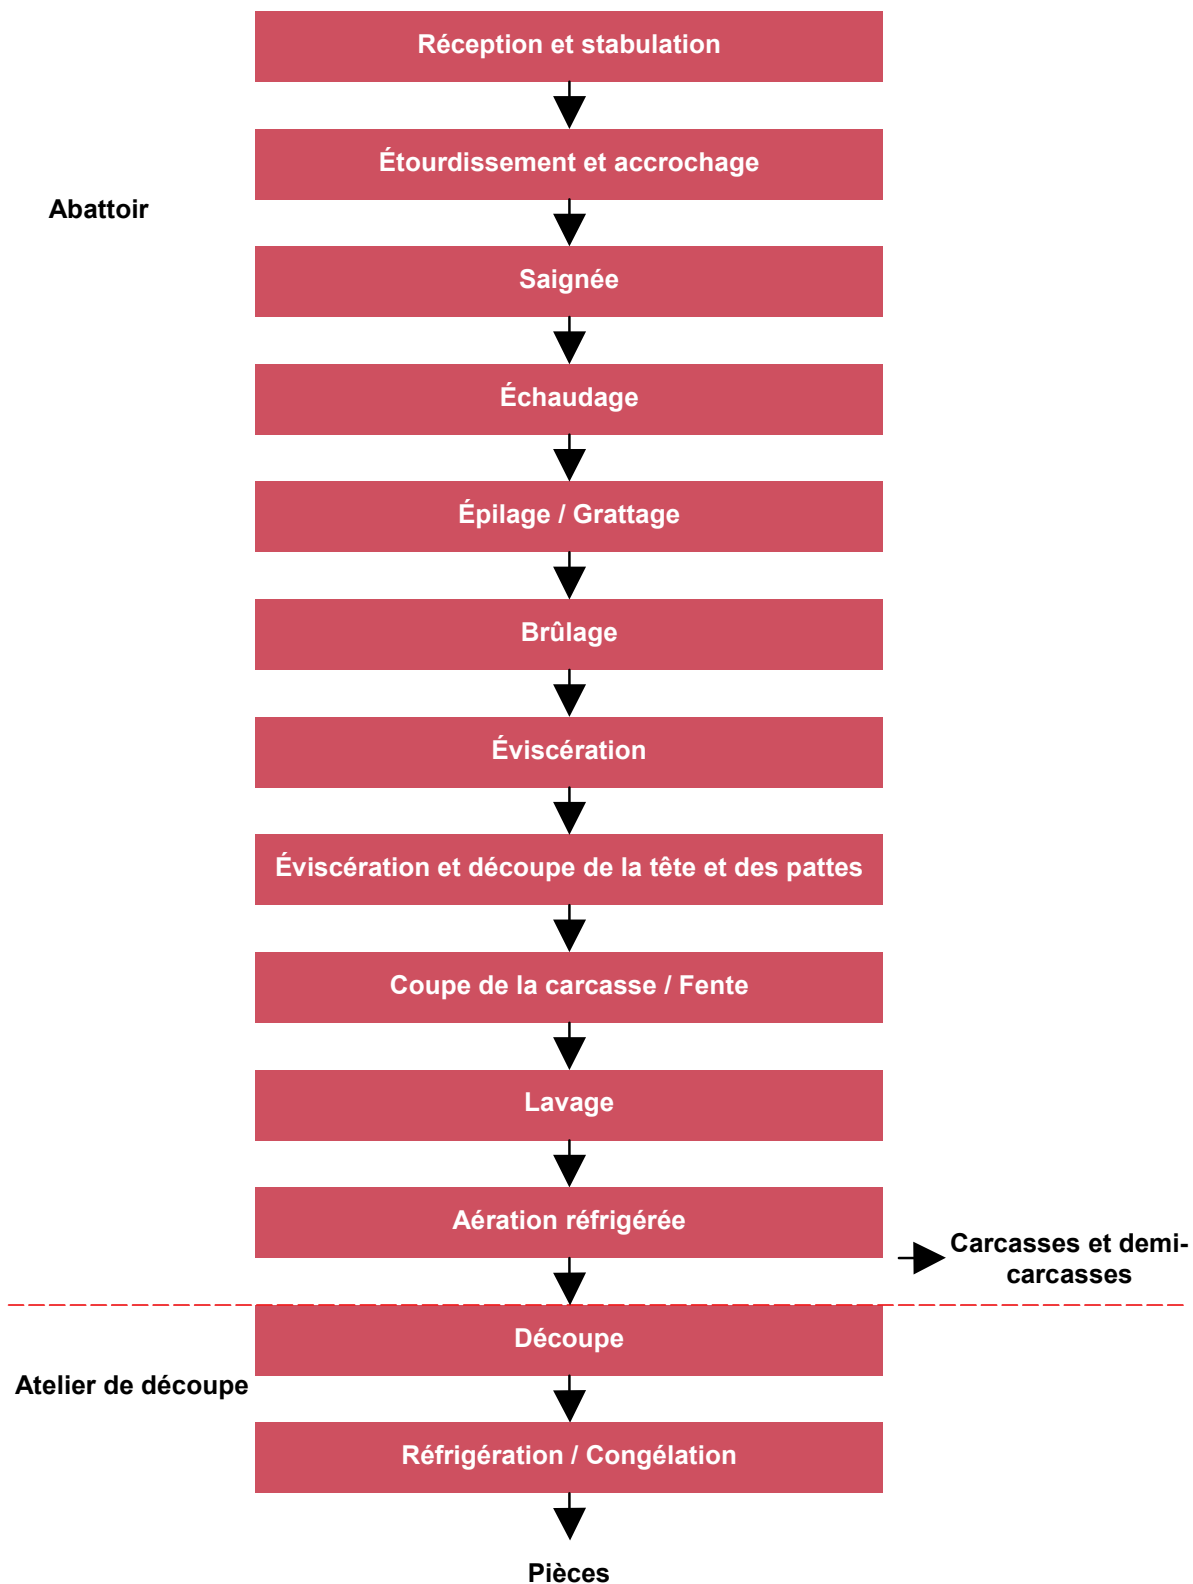 Réception et stabulation
Étourdissement et accrochage
Abattoir
Saignée
Échaudage
Épilage / Grattage
Brûlage
Éviscération
Éviscération et découpe de la tête et des pattes
Coupe de la carcasse / Fente
Lavage
Aération réfrigérée
Carcasses et demi-
carcasses
Découpe
Atelier de découpe
Réfrigération / Congélation
Pièces